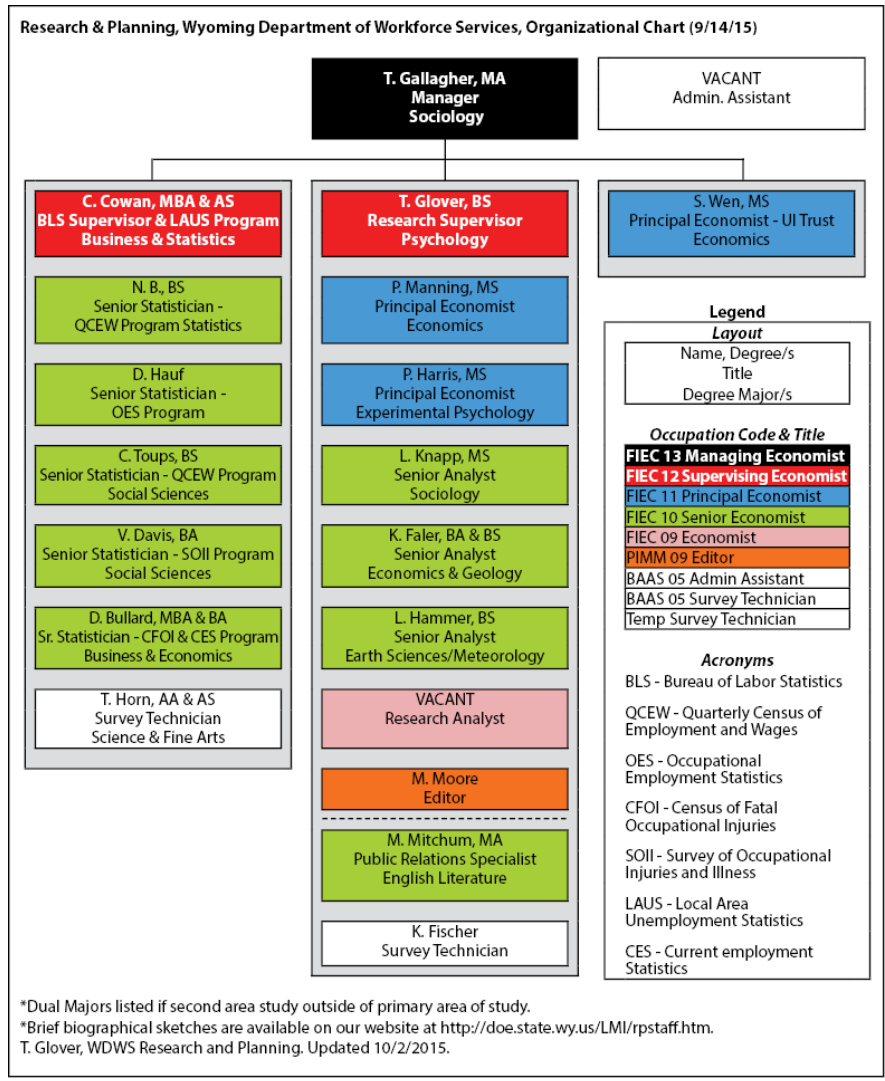 Research & Planning, Wyoming Department of Workforce Services, Organizational Chart (9/14/15)
T. Gallagher, MA
Manager
Sociology
VACANT
Admin. Assistant
C. Cowan, MBA & AS
BLS Supervisor & LAUS Program
Business & Statistics
N. B., BS
Senior Statistician -
QCEW Program Statistics
D. Hauf
Senior Statistician -
OES Program
C. Toups, BS
Senior Statistician - QCEW Program
Social Sciences
V. Davis, BA
Senior Statistician - SOII Program
Social Sciences
D. Bullard, MBA & BA
Sr. Statistician - CFOI & CES Program
Business & Economics
T. Horn, AA & AS
Survey Technician
Science & Fine Arts
T. Glover, BS
Research Supervisor
Psychology
P. Manning, MS
Principal Economist
Economics
P. Harris, MS
Principal Economist
Experimental Psychology
L. Knapp, MS
Senior Analyst
Sociology
K. Faler, BA & BS
Senior Analyst
Economics & Geology
L. Hammer, BS
Senior Analyst
Earth Sciences/Meteorology
VACANT
Research Analyst
M. Moore
Editor
M. Mitchum, MA
Public Relations Specialist
English Literature
K. Fischer
Survey Technician
S. Wen, MS
Principal Economist - UI Trust
Economics
Legend
Layout
Name, Degree/s
Title
Degree Major/s
Occupation Code & Title
FIEC 13 Managing Economist
FIEC 12 Supervising Economist
FIEC 11 Principal Economist
FIEC 10 Senior Economist
FIEC 09 Economist
PIMM 09 Editor
BAAS 05 Admin Assistant
BAAS 05 Survey Technician
Temp Survey Technician
Acronyms
BLS - Bureau of Labor Statistics
QCEW - Quarterly Census of
Employment and Wages
OES - Occupational
Employment Statistics
CFOI - Census of Fatal
Occupational Injuries
SOII - Survey of Occupational
Injuries and Illness
LAUS - Local Area
Unemployment Statistics
CES - Current employment
Statistics
*Dual Majors listed if second area study outside of primary area of study.
*Brief biographical sketches are available on our website at http://doe.state.wy.us/LMI/rpstaff.htm.
T. Glover, WDWS Research and Planning. Updated 10/2/2015.